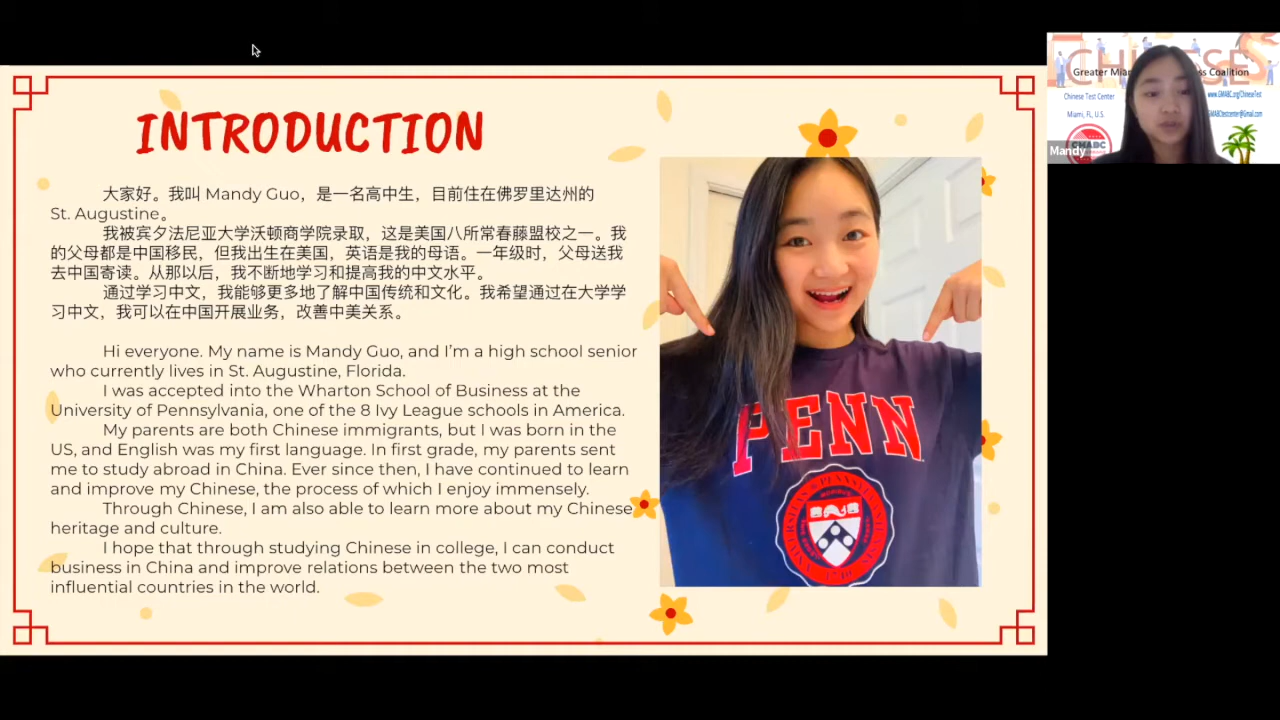 INTRODUCTION
大家好。我叫 Mandy Guo，是一名高中生，目前住在佛罗里达州的
St. Augustine。
我被宾夕法尼亚大学沃顿商学院录取，这是美国八所常春藤盟校之一。我
的父母都是中国移民，但我出生在美国，英语是我的母语。一年级时，父母送我
去中国寄读。从那以后，我不断地学习和提高我的中文水平。
通过学习中文，我能够更多地了解中国传统和文化。我希望通过在大学学
习中文，我可以在中国开展业务，改善中美关系。
Hi everyone. My name is Mandy Guo, and I'm a high school senior
who currently lives in St. Augustine, Florida.
I was accepted into the Wharton School of Business at the
University of Pennsylvania, one of the 8 Ivy League schools in America.
My parents are both Chinese immigrants, but I was born in the
US, and English was my first language. In first grade, my parents sent
me to study abroad in China. Ever since then, I have continued to learn
and improve my Chinese, the process of which I enjoy immensely.
Through Chinese, I am also able to learn more about my Chinese
heritage and culture.
I hope that through studying Chinese in college, I can conduct
business in China and improve relations between the two most
influential countries in the world.
PENN
CHINESE
Greater Miami Coalition
Chinese Test Center
www.GMABC.org/ChineseTest
Miami, FL, U.S.
GMABCtestcenter@Gmail.com
GMABC
Mandy